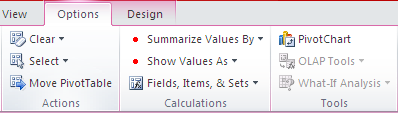 View Options Design
Clear Summarize Values By PivotChart
Select Show Values As OLAP Tools
Move PivotTable Fields, Items, & Sets What-If Analysis
Actions Calculations Tools